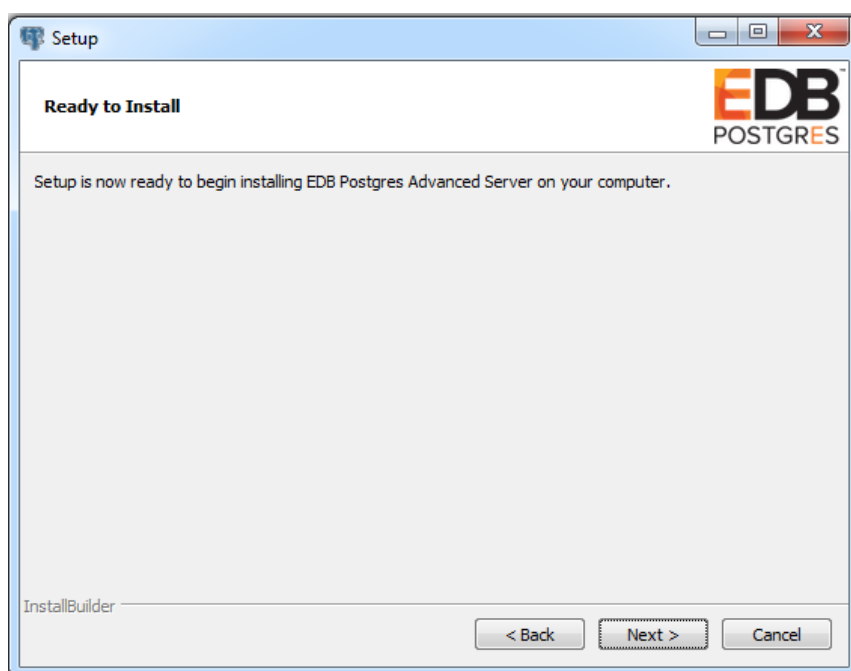 Setup
Ready to Install
EDB™
POSTGRES
Setup is now ready to begin installing EDB Postgres Advanced Server on your computer.
InstallBuilder
< Back
Next >
Cancel